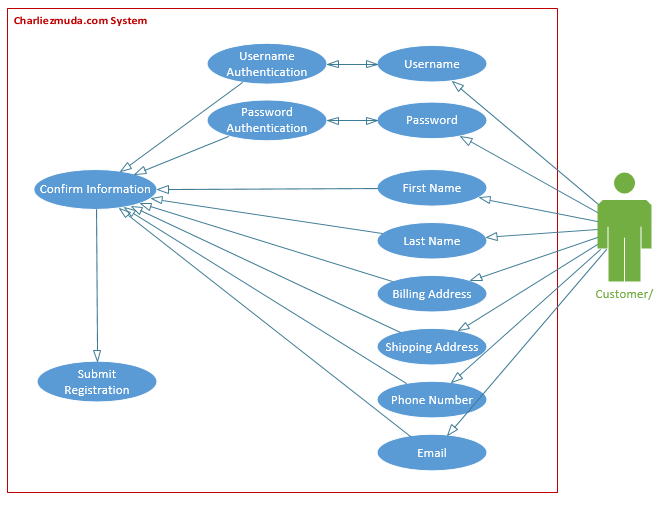 Charliezmuda.com System
Username
Authentication
Username
Password
Authentication
Password
Confirm Information
First Name
Last Name
Billing Address
Shipping Address
Submit
Registration
Phone Number
Email
Customer/